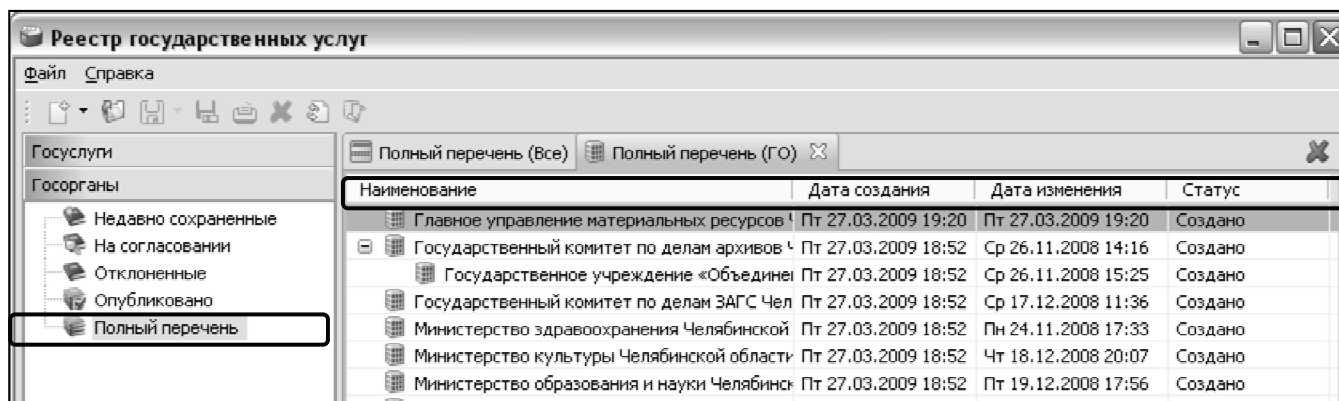 Реестр государственных услуг
Файл Справка
Госуслуги
Полный перечень (Все) Полный перечень (ГО)
Госорганы
Наименование Дата создания Дата изменения Статус
Недавно сохраненные
На согласовании
Отклоненные
Опубликовано
Полный перечень
Главное управление материальных ресурсов Пт 27.03.2009 19:20 Пт 27.03.2009 19:20 Создано
Государственный комитет по делам архивов Пт 27.03.2009 18:52 Ср 26.11.2008 14:16 Создано
Государственное учреждение Пт 27.03.2009 18:52 Ср 26.11.2008 15:25 Создано
Государственный комитет по делам ЗАГС Чел Пт 27.03.2009 18:52 Ср 17.12.2008 11:36 Создано
Министерство здравоохранения Челябинской Пт 27.03.2009 18:52 Пн 24.11.2008 17:33 Создано
Министерство культуры Челябинской области Пт 27.03.2009 18:52 Чт 18.12.2008 20:07 Создано
Министерство образования и науки Пт 27.03.2009 18:52 Пт 19.12.2008 17:56 Создано